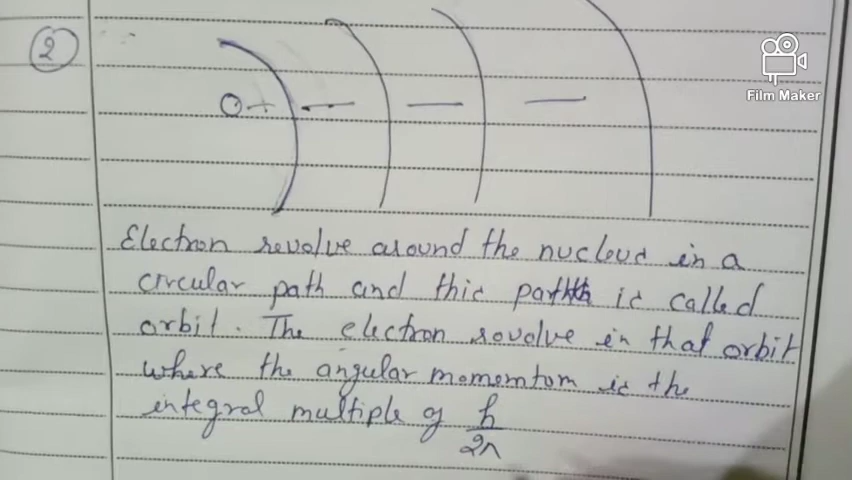 2
Film Maker
Electron revolve around the nucleus in a
circular path and this path is called
orbit. The electron revolve in that orbit
where the angular momentom is the
integral multiple of h/2π